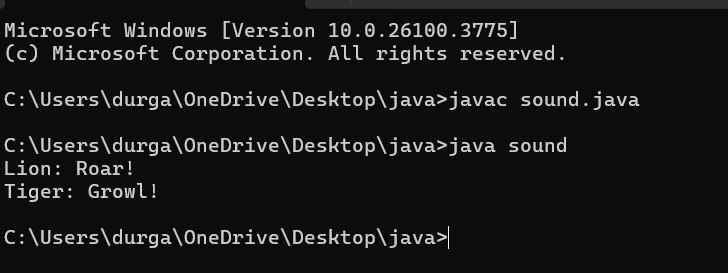 Microsoft Windows [Version 10.0.26100.3775]
(c) Microsoft Corporation. All rights reserved.
C:\Users\durga\OneDrive\Desktop\java>javac sound.java
C:\Users\durga\OneDrive\Desktop\java>java sound
Lion: Roar!
Tiger: Growl!
C:\Users\durga\OneDrive\Desktop\java>